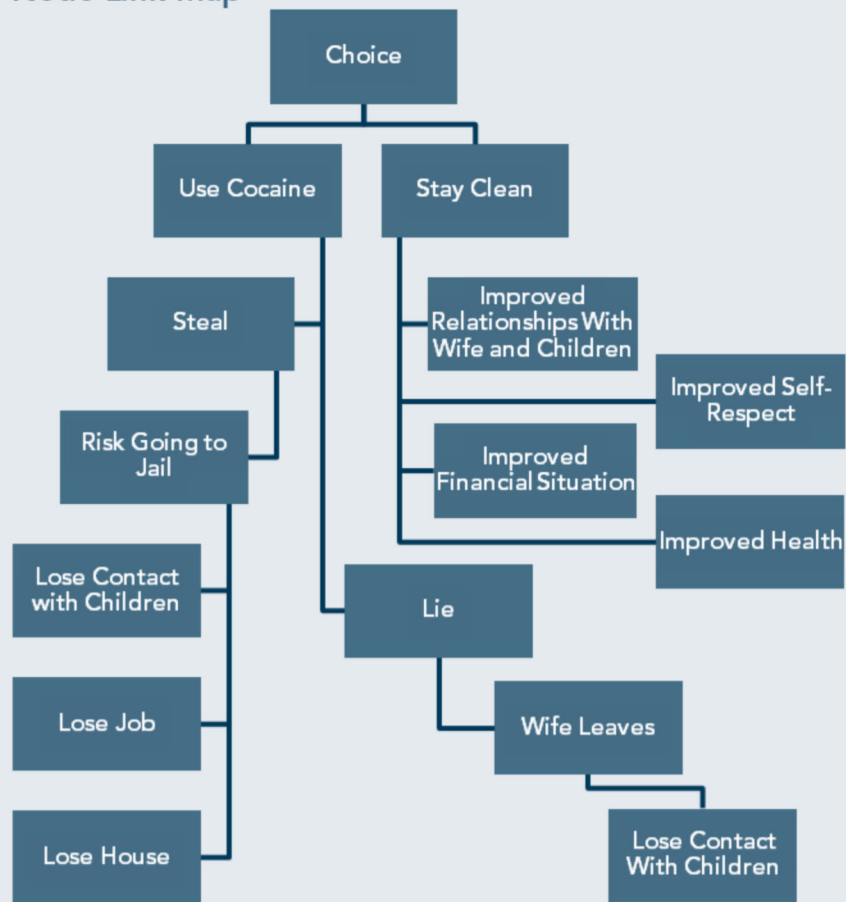 Choice
Use Cocaine
Stay Clean
Steal
Improved
Relationships With
Wife and Children
Improved Self-
Respect
Risk Going to
Jail
Improved
Financial Situation
Improved Health
Lose Contact
with Children
Lie
Lose Job
Wife Leaves
Lose House
Lose Contact
With Children